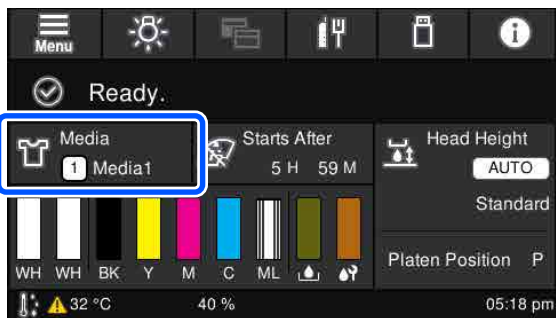 Menu
Ready.
Media
1 Media1
Starts After
5 H 59 M
Head Height
AUTO
Standard
WH WH BK Y M C ML
Platen Position P
32 °C 40 % 05:18 pm